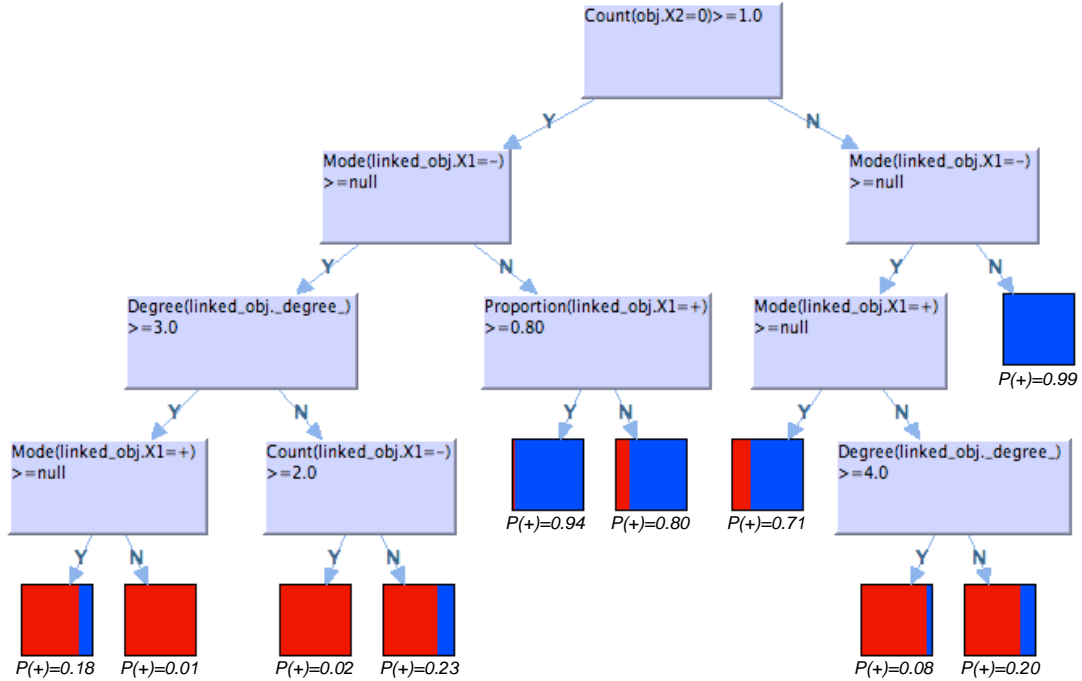 Count(obj.X2=0)>=1.0
Y
N
Mode(linked_obj.X1=-)
>=null
Mode(linked_obj.X1=-)
>=null
Y
N
Y
N
Degree(linked_obj._degree_)
>=3.0
Proportion(linked_obj.X1=+)
>=0.80
Mode(linked_obj.X1=+)
>=null
P(+)=0.99
Y
N
Y
N
Y
N
Mode(linked_obj.X1=+)
>=null
Count(linked_obj.X1=-)
>=2.0
P(+)=0.94
P(+)=0.80
P(+)=0.71
Degree(linked_obj._degree_)
>=4.0
Y
N
Y
N
Y
N
P(+)=0.18
P(+)=0.01
P(+)=0.02
P(+)=0.23
P(+)=0.08
P(+)=0.20